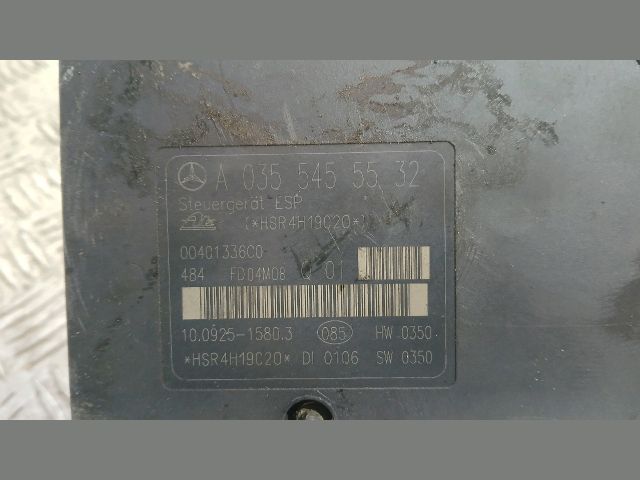 A 035 545 55 32
Steuergerät ESP
[*HSR4H19C20*]
00401336C0
484 FD04M08 Q 01
10.0925-1580.3 085 HW 0350
*HSR4H19C20* DI 0106 SW 0350